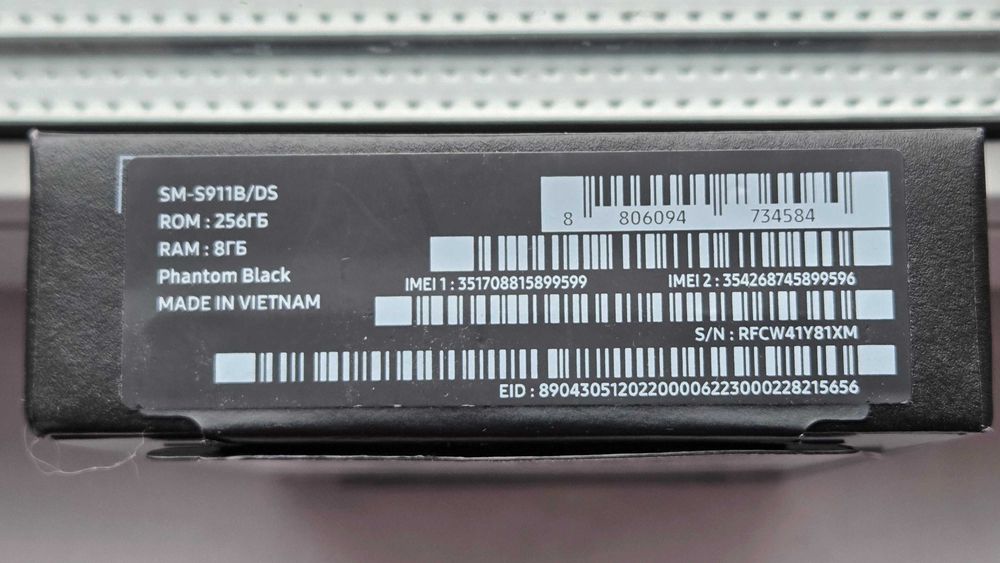 SM-S911B/DS
ROM : 256ГБ
RAM : 8ГБ
Phantom Black
MADE IN VIETNAM
8 806094 734584
IMEI 1 : 351708815899599 IMEI 2 : 354268745899596
S/N : RFCW41Y81XM
EID : 89043051202200006223000228215656